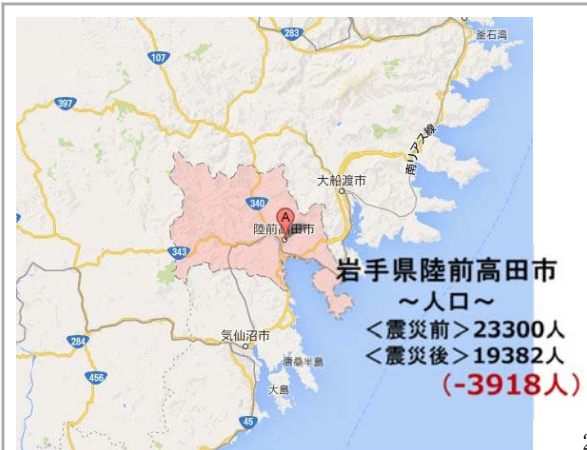 283
釜石湾
107
397
南リアス線
大船渡市
340
A
陸前高田市
343
岩手県陸前高田市
～人口～
＜震災前＞23300人
＜震災後＞19382人
(-3918人)
284
気仙沼市
唐桑半島
456
大島
45